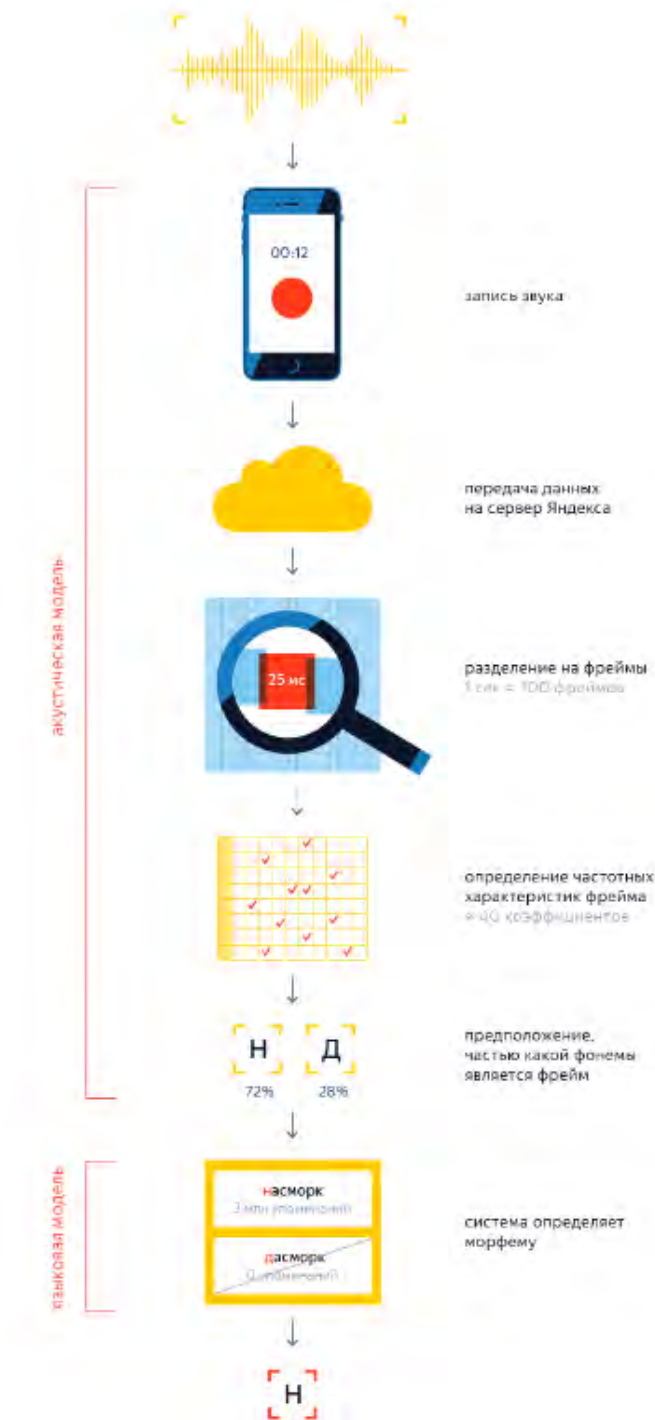 00:12
запись звука
передача данных
на сервер Яндекса
акустическая модель
25 мс
разделение на фреймы
1 сек = 100 фреймов
определение частотных
характеристик фрейма
≈ 40 коэффициентов
Н Д
72% 28%
предположение,
частью какой фонемы
является фрейм
языковая модель
насморк
3 млн упоминаний
дасморк
0 упоминаний
система определяет
морфему
Н